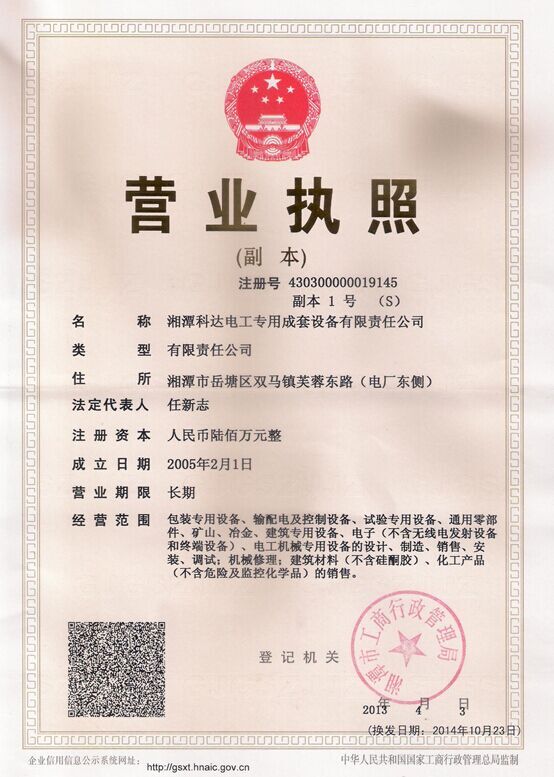 营业执照
(副 本)
注册号 430300000019145
副本 1 号 (S)
名 称 湘潭科达电工专用成套设备有限责任公司
类 型 有限责任公司
住 所 湘潭市岳塘区双马镇芙蓉东路（电厂东侧）
法定代表人 任新志
注册资本 人民币陆佰万元整
成立日期 2005年2月1日
营业期限 长期
经营范围 包装专用设备、输配电及控制设备、试验专用设备、通用零部
件、矿山、冶金、建筑专用设备、电子（不含无线电发射设备
和终端设备）、电工机械专用设备的设计、制造、销售、安
装、调试；机械修理；建筑材料（不含硅酮胶）、化工产品
（不含危险及监控化学品）的销售。
湘潭市工商行政管理局
登记机关
年 月 日
2013 4 3
(换发日期: 2014年10月23日)
企业信用信息公示系统网址: http://gsxt.hnaic.gov.cn
中华人民共和国国家工商行政管理总局监制